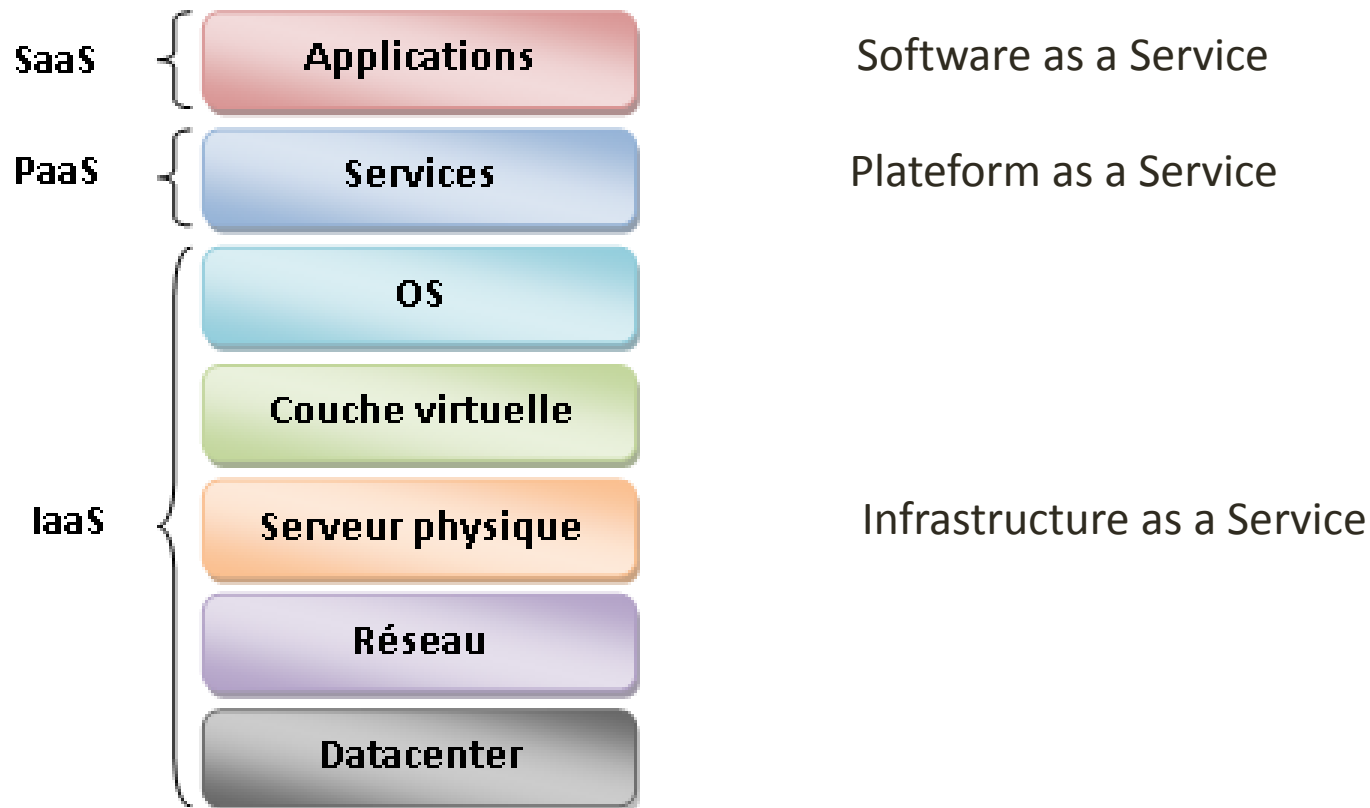 SaaS
Applications
Software as a Service
PaaS
Services
Plateform as a Service
OS
Couche virtuelle
IaaS
Serveur physique
Infrastructure as a Service
Réseau
Datacenter